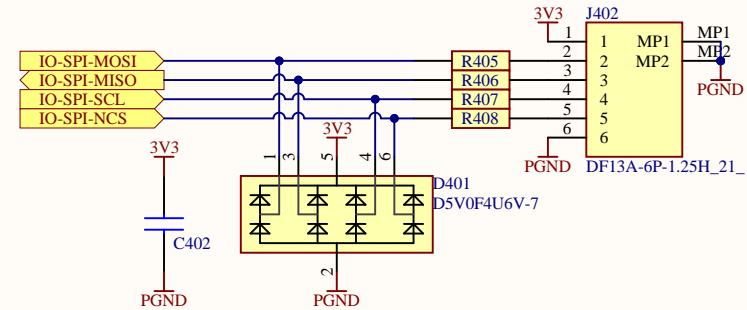 J402
3V3
1
1
MP1
MP1
IO-SPI-MOSI
R405
2
2
MP2
MP2
IO-SPI-MISO
R406
3
3
PGND
IO-SPI-SCL
R407
4
4
IO-SPI-NCS
R408
5
5
6
6
3V3
3V3
1
3
5
4
6
PGND
DF13A-6P-1.25H_21_
D401
D5V0F4U6V-7
C402
2
PGND
PGND